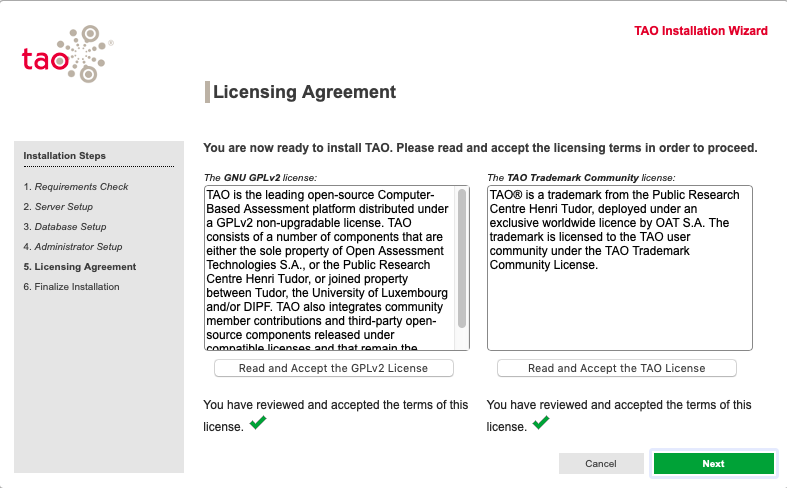 tao
TAO Installation Wizard
Licensing Agreement
Installation Steps
1. Requirements Check
2. Server Setup
3. Database Setup
4. Administrator Setup
5. Licensing Agreement
6. Finalize Installation
You are now ready to install TAO. Please read and accept the licensing terms in order to proceed.
The GNU GPLv2 license:
TAO is the leading open-source Computer-
Based Assessment platform distributed under
a GPLv2 non-upgradable license. TAO
consists of a number of components that are
either the sole property of Open Assessment
Technologies S.A., or the Public Research
Centre Henri Tudor, or joined property
between Tudor, the University of Luxembourg
and/or DIPF. TAO also integrates community
member contributions and third-party open-
source components released under
compatible licenses and that remain the
Read and Accept the GPLv2 License
You have reviewed and accepted the terms of this
license.
The TAO Trademark Community license:
TAO® is a trademark from the Public Research
Centre Henri Tudor, deployed under an
exclusive worldwide licence by OAT S.A. The
trademark is licensed to the TAO user
community under the TAO Trademark
Community License.
Read and Accept the TAO License
You have reviewed and accepted the terms of this
license.
Cancel
Next